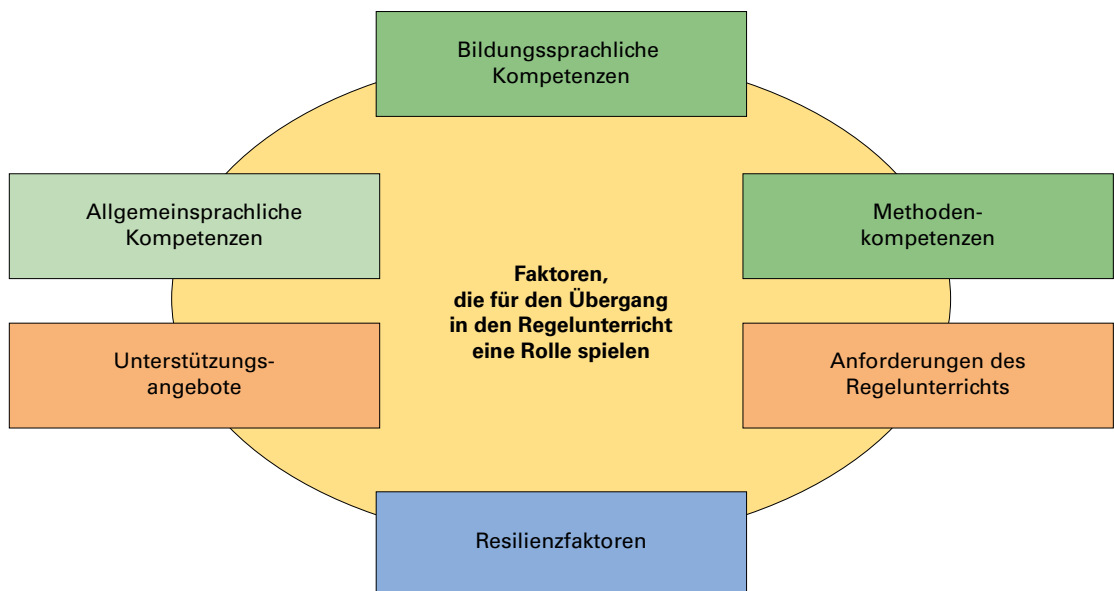 Bildungssprachliche
Kompetenzen
Allgemeinsprachliche
Kompetenzen
Methoden-
kompetenzen
Faktoren,
die für den Übergang
in den Regelunterricht
eine Rolle spielen
Unterstützungs-
angebote
Anforderungen des
Regelunterrichts
Resilienzfaktoren